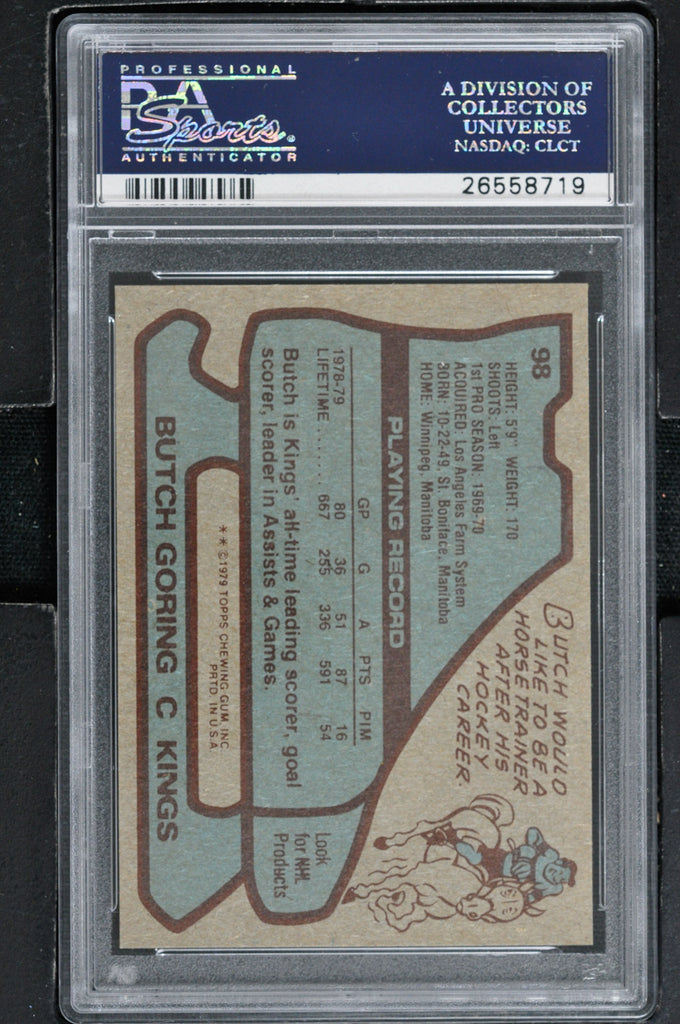 PROFESSIONAL
PSA
Sports
AUTHENTICATOR
A DIVISION OF
COLLECTORS
UNIVERSE
NASDAQ: CLCT
26558719
98
HEIGHT: 5'9" WEIGHT: 170
SHOOTS: Left
1st PRO SEASON: 1969-70
ACQUIRED: Los Angeles Farm System
BORN: 10-22-49, St. Boniface, Manitoba
HOME: Winnipeg, Manitoba
BUTCH WOULD
LIKE TO BE A
HORSE TRAINER
AFTER HIS
HOCKEY
CAREER.
PLAYING RECORD
GP G A PTS PIM
1978-79 80 36 51 87 16
LIFETIME....... 667 255 336 591 54
Butch is Kings' all-time leading scorer, goal
scorer, leader in Assists & Games.
Look
for NHL
Products
** ©1979 TOPPS CHEWING GUM, INC.
PRTD. IN U.S.A.
BUTCH GORING C KINGS